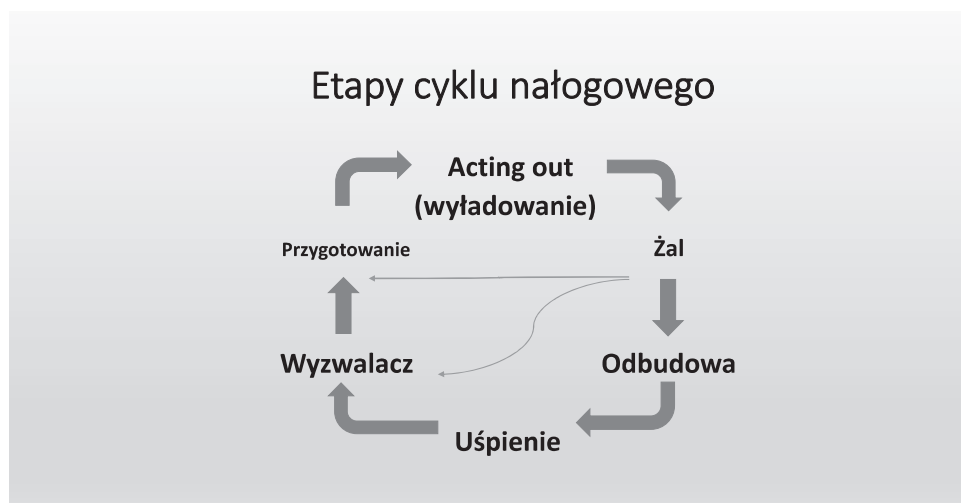 Etapy cyklu nałogowego
Acting out
(wyładowanie)
Przygotowanie
Żal
Wyzwalacz
Odbudowa
Uśpienie